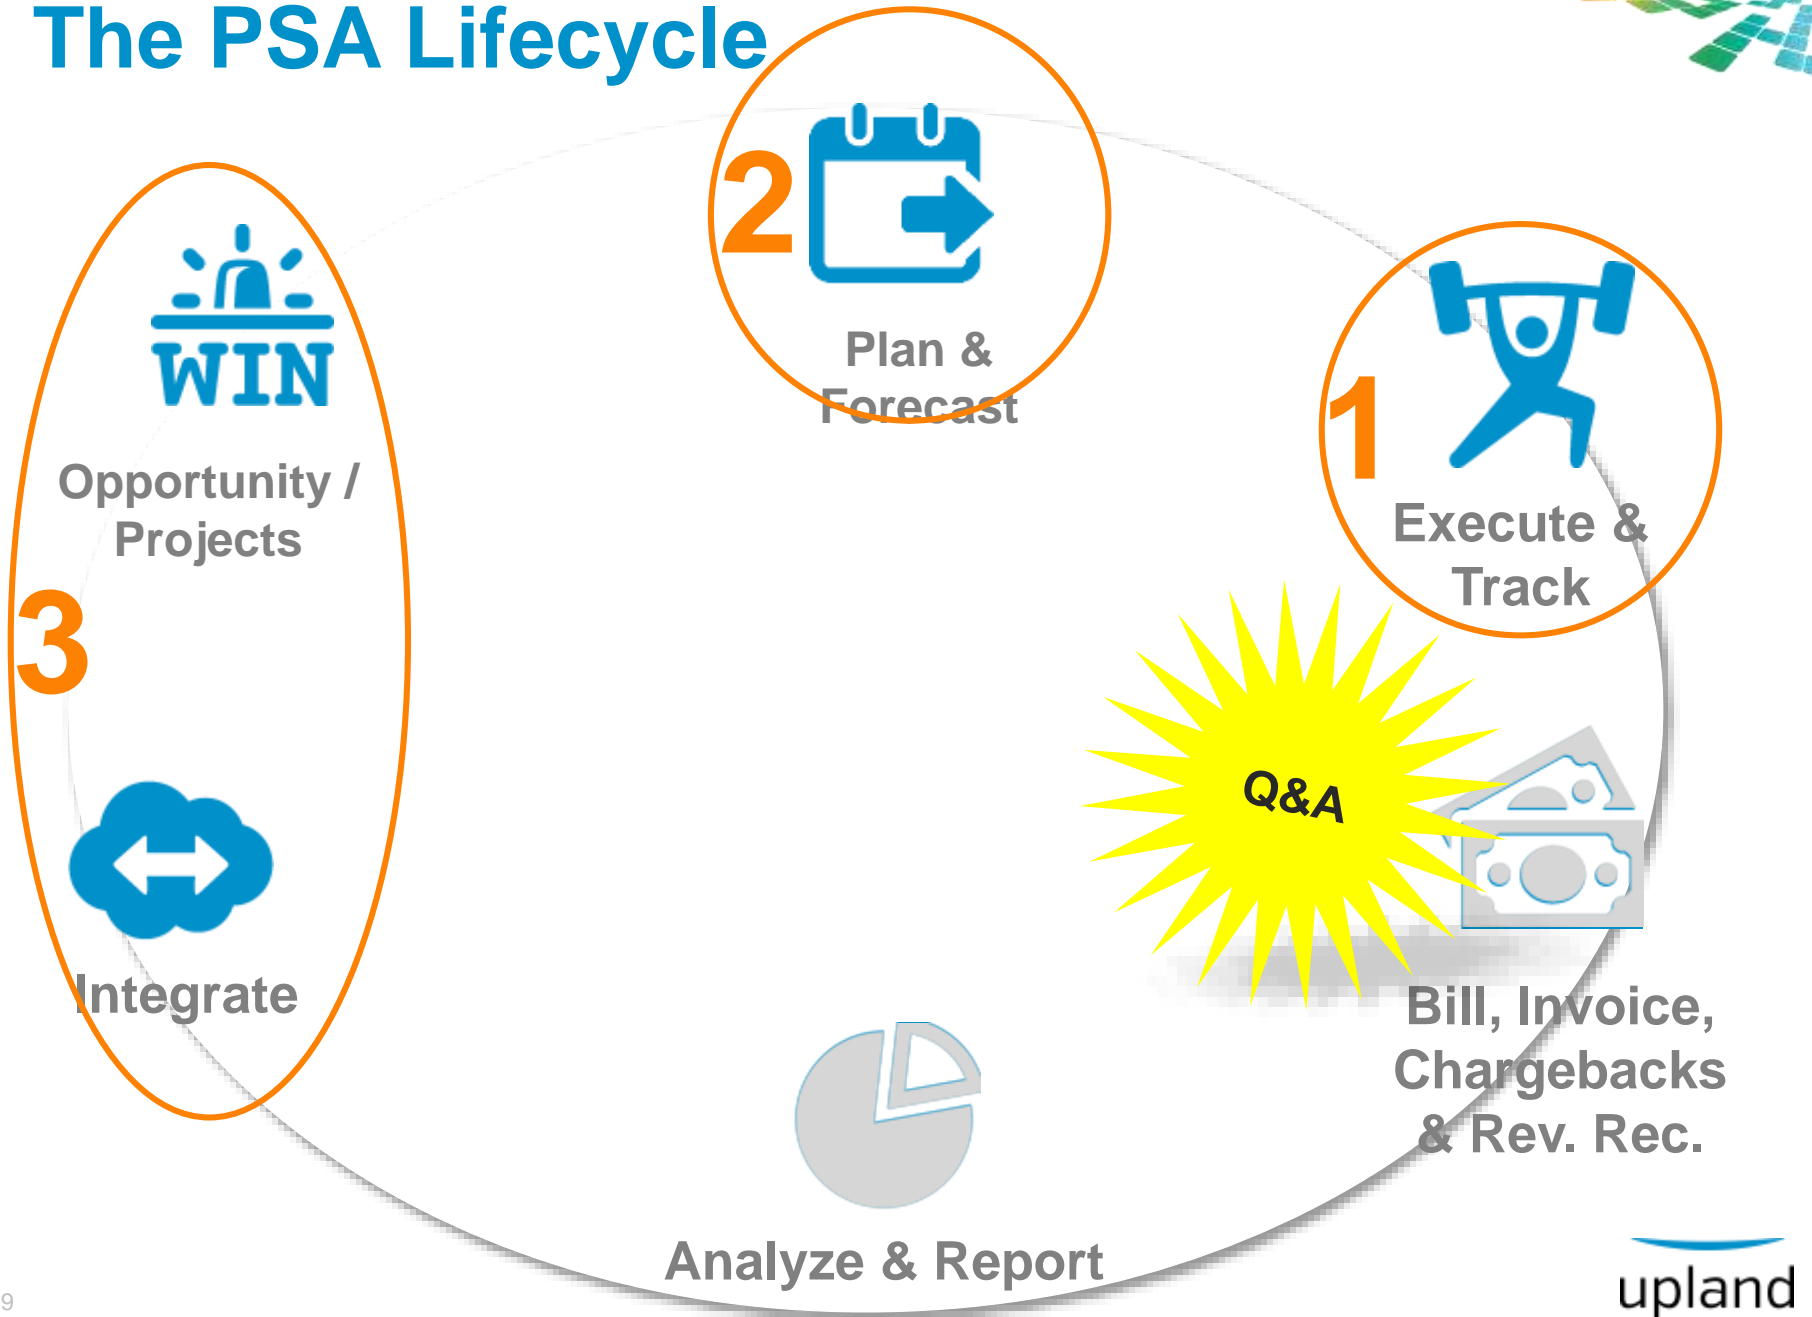 The PSA Lifecycle
2
Plan &
Forecast
WIN
Opportunity /
Projects
1
Execute &
Track
3
Q&A
Integrate
Bill, Invoice,
Chargebacks
& Rev. Rec.
Analyze & Report
upland
9